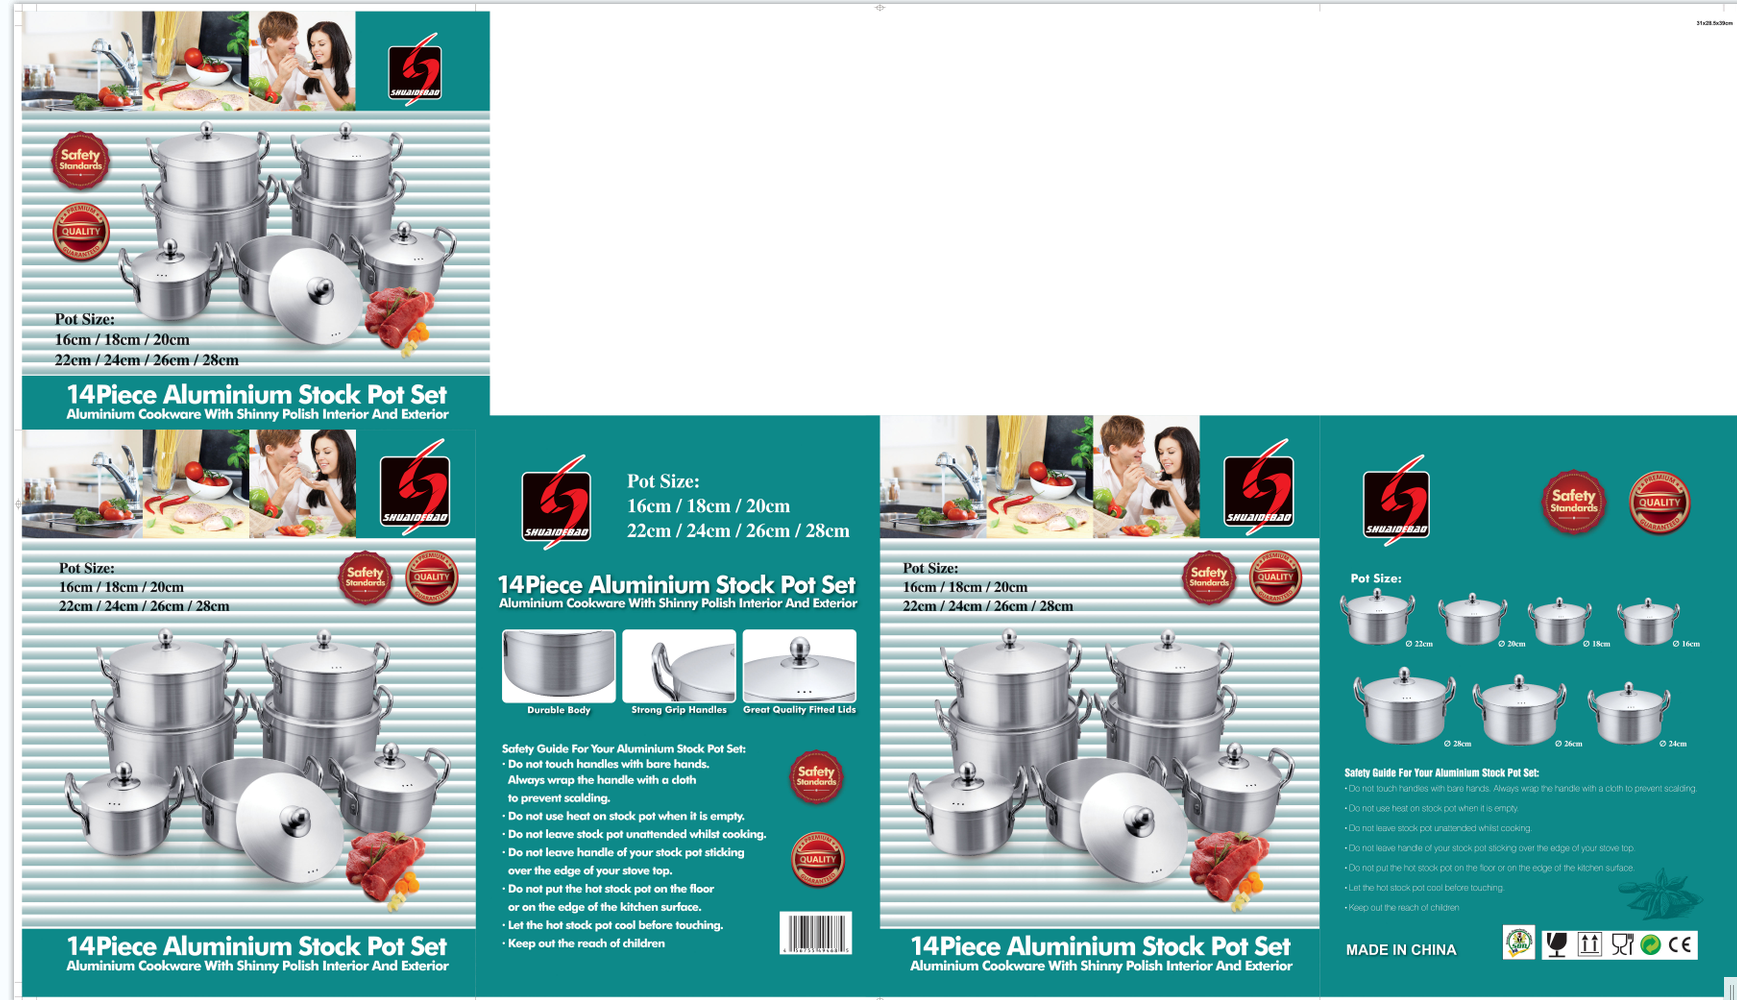 31x28.5x39cm
SHUAIDEBAO
Safety
Standards
PREMIUM
QUALITY
GUARANTEED
Pot Size:
16cm / 18cm / 20cm
22cm / 24cm / 26cm / 28cm
14Piece Aluminium Stock Pot Set
Aluminium Cookware With Shinny Polish Interior And Exterior
SHUAIDEBAO
Pot Size:
16cm / 18cm / 20cm
22cm / 24cm / 26cm / 28cm
Safety
Standards
PREMIUM
QUALITY
GUARANTEED
14Piece Aluminium Stock Pot Set
Aluminium Cookware With Shinny Polish Interior And Exterior
SHUAIDEBAO
Pot Size:
16cm / 18cm / 20cm
22cm / 24cm / 26cm / 28cm
14Piece Aluminium Stock Pot Set
Aluminium Cookware With Shinny Polish Interior And Exterior
Durable Body
Strong Grip Handles
Great Quality Fitted Lids
Safety Guide For Your Aluminium Stock Pot Set:
· Do not touch handles with bare hands.
Always wrap the handle with a cloth
to prevent scalding.
· Do not use heat on stock pot when it is empty.
· Do not leave stock pot unattended whilst cooking.
· Do not leave handle of your stock pot sticking
over the edge of your stove top.
· Do not put the hot stock pot on the floor
or on the edge of the kitchen surface.
· Let the hot stock pot cool before touching.
· Keep out the reach of children
Safety
Standards
PREMIUM
QUALITY
GUARANTEED
SHUAIDEBAO
Pot Size:
16cm / 18cm / 20cm
22cm / 24cm / 26cm / 28cm
Safety
Standards
PREMIUM
QUALITY
GUARANTEED
14Piece Aluminium Stock Pot Set
Aluminium Cookware With Shinny Polish Interior And Exterior
SHUAIDEBAO
Safety
Standards
PREMIUM
QUALITY
GUARANTEED
Pot Size:
Ø 22cm
Ø 20cm
Ø 18cm
Ø 16cm
Ø 28cm
Ø 26cm
Ø 24cm
Safety Guide For Your Aluminium Stock Pot Set:
· Do not touch handles with bare hands. Always wrap the handle with a cloth to prevent scalding.
· Do not use heat on stock pot when it is empty.
· Do not leave stock pot unattended whilst cooking.
· Do not leave handle of your stock pot sticking over the edge of your stove top.
· Do not put the hot stock pot on the floor or on the edge of the kitchen surface.
· Let the hot stock pot cool before touching.
· Keep out the reach of children
MADE IN CHINA
CE